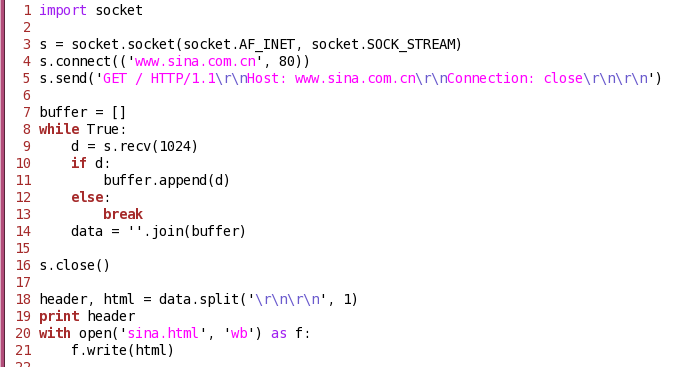 1 import socket
2
3 s = socket.socket(socket.AF_INET, socket.SOCK_STREAM)
4 s.connect(('www.sina.com.cn', 80))
5 s.send('GET / HTTP/1.1\r\nHost: www.sina.com.cn\r\nConnection: close\r\n\r\n')
6
7 buffer = []
8 while True:
9     d = s.recv(1024)
10     if d:
11         buffer.append(d)
12     else:
13         break
14     data = ''.join(buffer)
15
16 s.close()
17
18 header, html = data.split('\r\n\r\n', 1)
19 print header
20 with open('sina.html', 'wb') as f:
21     f.write(html)
22